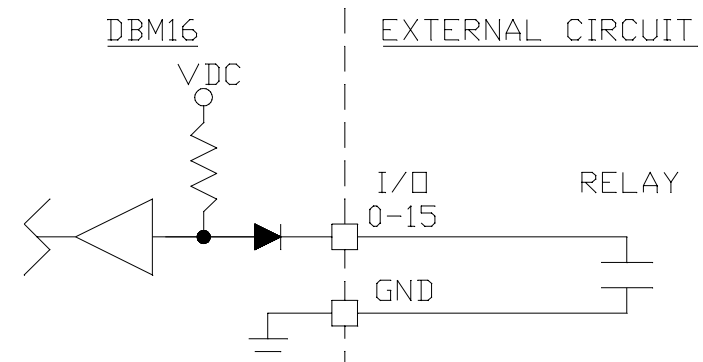 DBM16
EXTERNAL CIRCUIT
VDC
I/O
RELAY
0-15
GND